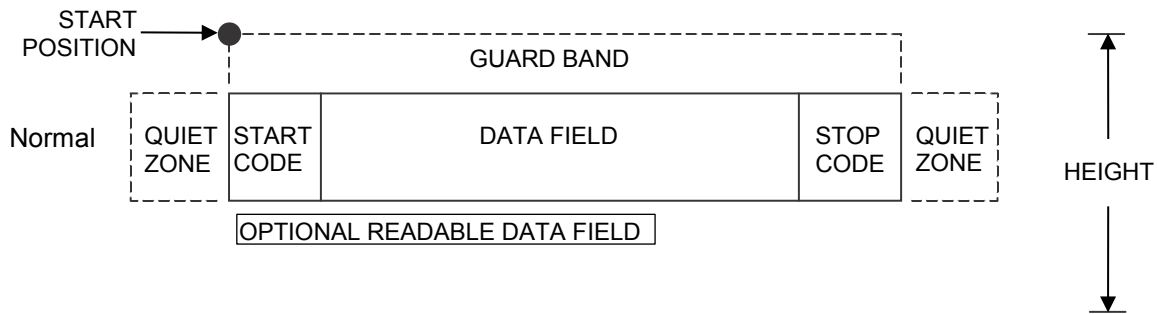 START
POSITION
GUARD BAND
Normal
QUIET
ZONE
START
CODE
DATA FIELD
STOP
CODE
QUIET
ZONE
HEIGHT
OPTIONAL READABLE DATA FIELD